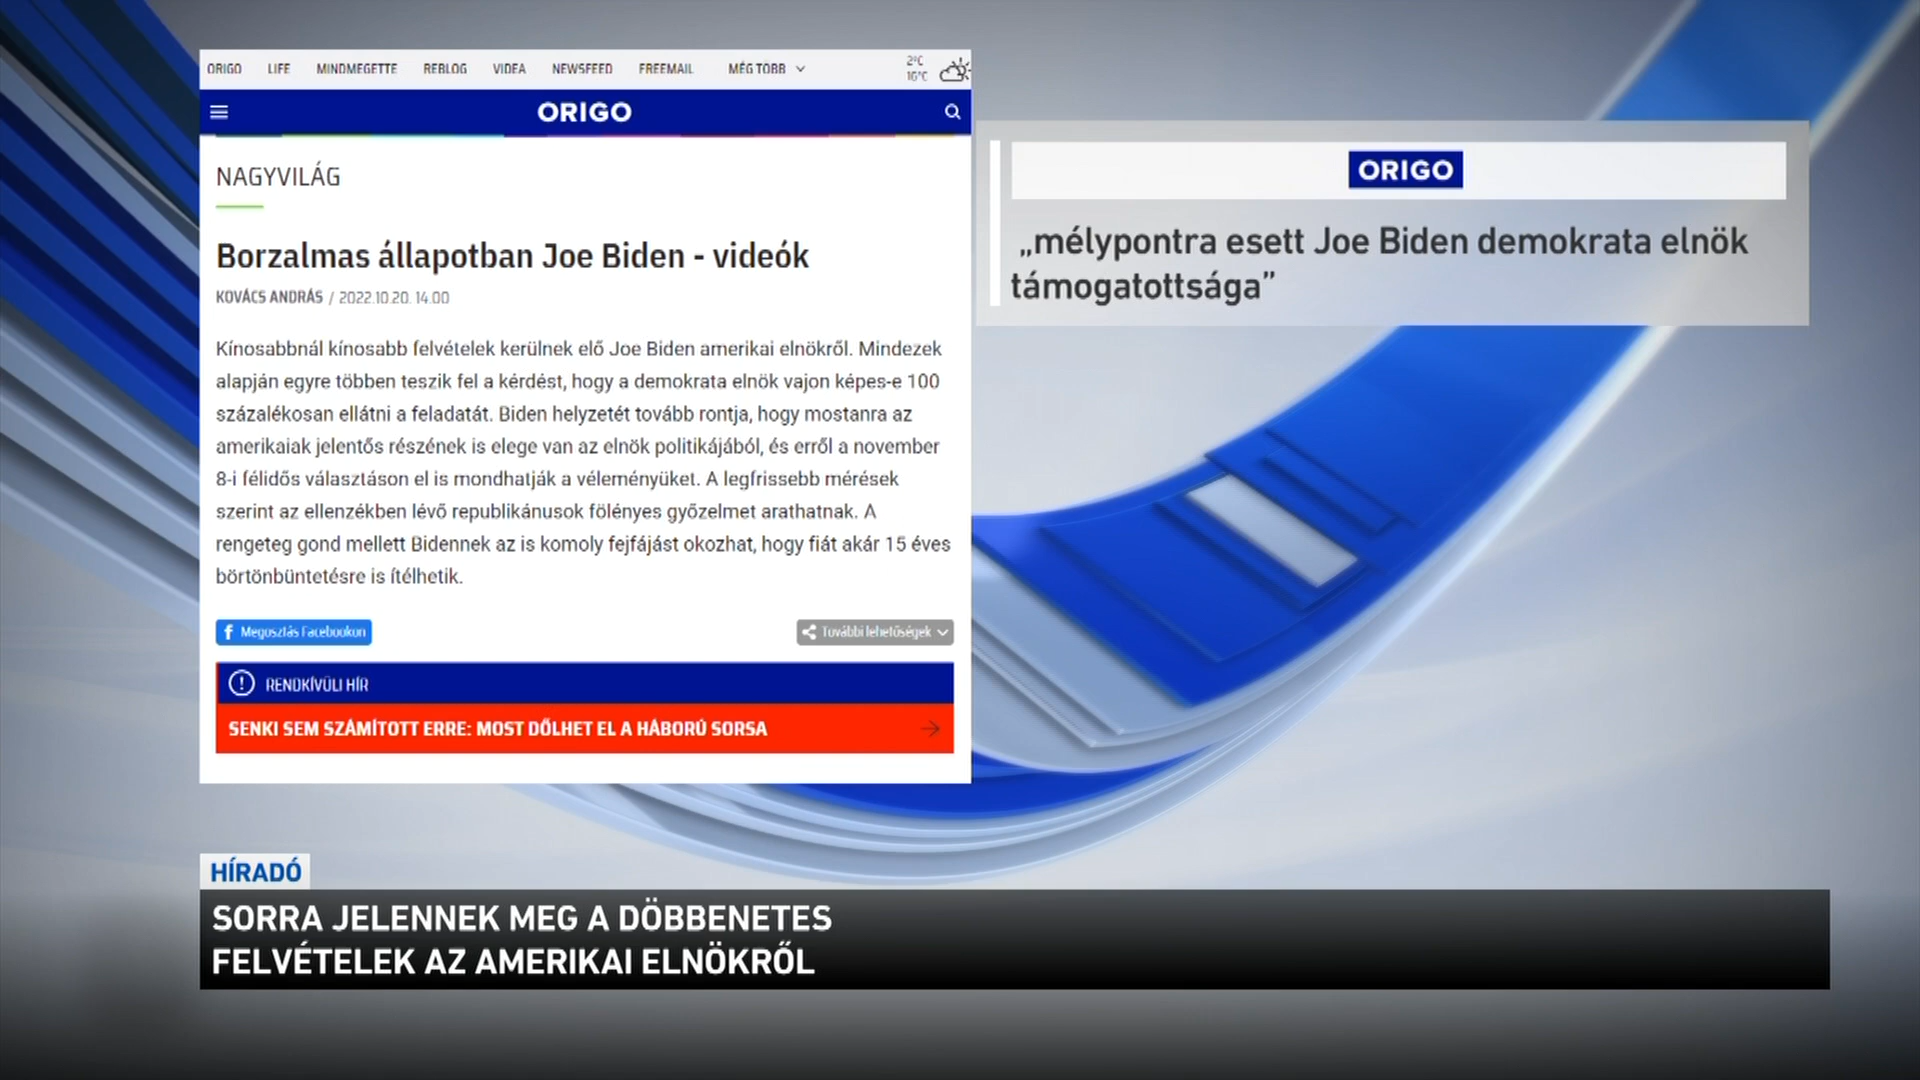 ORIGO LIFE MINDMEGETTE REBLOG VIDEA NEWSFEED FREEMAIL MÉG TÖBB 2°C
16°C
ORIGO
NAGYVILÁG
Borzalmas állapotban Joe Biden - videók
KOVÁCS ANDRÁS / 2022.10.20. 14:00
Kínosabbnál kínosabb felvételek kerülnek elő Joe Biden amerikai elnökről. Mindezek
alapján egyre többen teszik fel a kérdést, hogy a demokrata elnök vajon képes-e 100
százalékosan ellátni a feladatát. Biden helyzetét tovább rontja, hogy mostanra az
amerikaiak jelentős részének is elege van az elnök politikájából, és erről a november
8-i félidős választáson el is mondhatják a véleményüket. A legfrissebb mérések
szerint az ellenzékben lévő republikánusok fölényes győzelmet arathatnak. A
rengeteg gond mellett Bidennek az is komoly fejfájást okozhat, hogy fiát akár 15 éves
börtönbüntetésre is ítélhetik.
Megosztás Facebookon
További lehetőségek
RENDKÍVÜLI HÍR
SENKI SEM SZÁMÍTOTT ERRE: MOST DŐLHET EL A HÁBORÚ SORSA
ORIGO
„mélypontra esett Joe Biden demokrata elnök
támogatottsága”
HÍRADÓ
SORRA JELENNEK MEG A DÖBBENETES
FELVÉTELEK AZ AMERIKAI ELNÖKRŐL